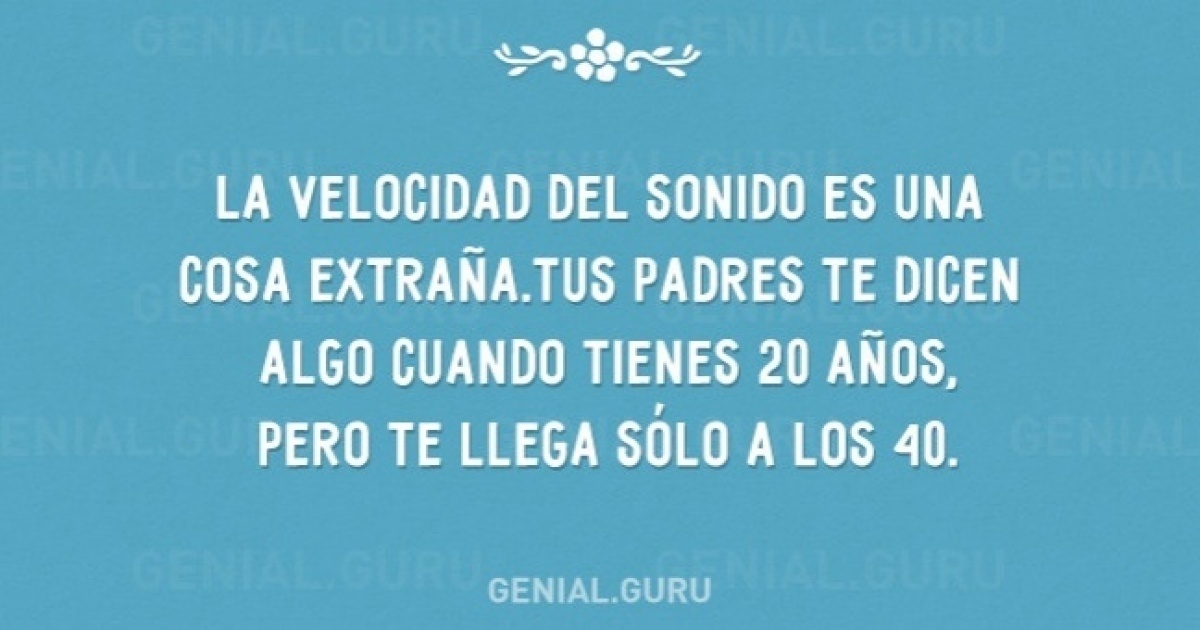 LA VELOCIDAD DEL SONIDO ES UNA
COSA EXTRAÑA.TUS PADRES TE DICEN
ALGO CUANDO TIENES 20 AÑOS,
PERO TE LLEGA SÓLO A LOS 40.
GENIAL.GURU